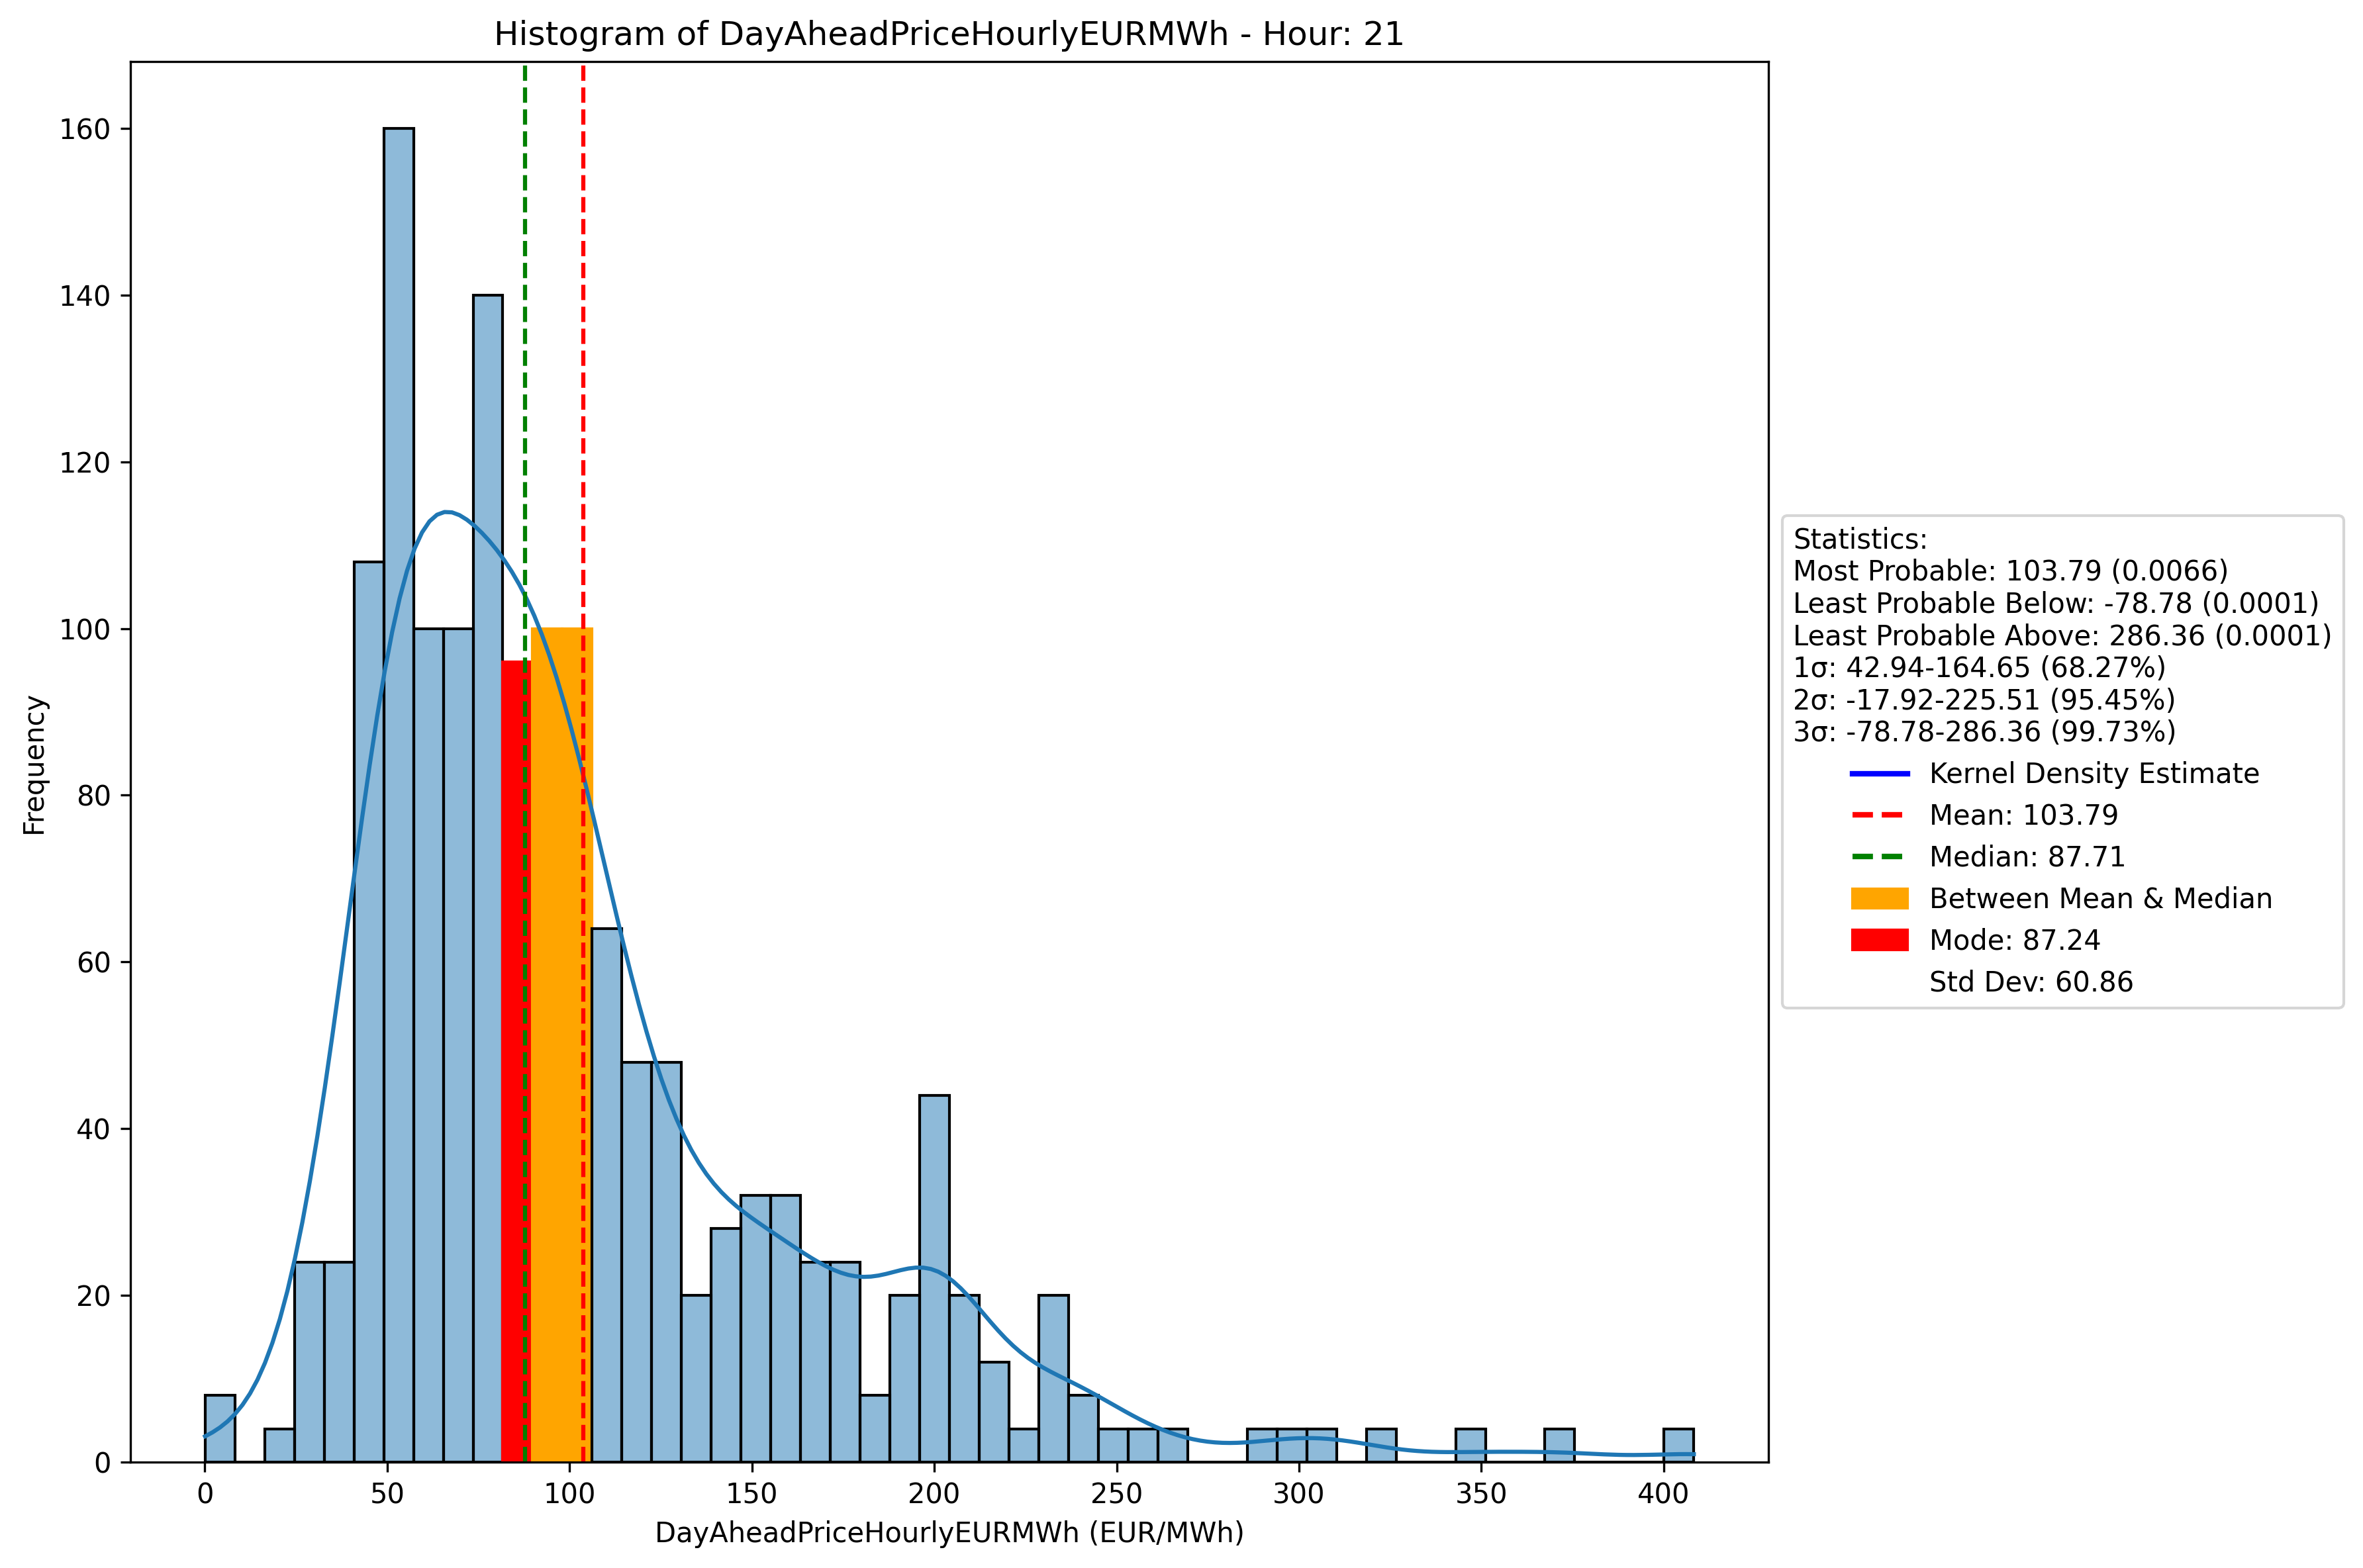 Histogram of DayAheadPriceHourlyEURMWh - Hour: 21
160
140
120
100
80
60
40
20
0
Frequency
0 50 100 150 200 250 300 350 400
DayAheadPriceHourlyEURMWh (EUR/MWh)
Statistics:
Most Probable: 103.79 (0.0066)
Least Probable Below: -78.78 (0.0001)
Least Probable Above: 286.36 (0.0001)
1σ: 42.94-164.65 (68.27%)
2σ: -17.92-225.51 (95.45%)
3σ: -78.78-286.36 (99.73%)
Kernel Density Estimate
Mean: 103.79
Median: 87.71
Between Mean & Median
Mode: 87.24
Std Dev: 60.86